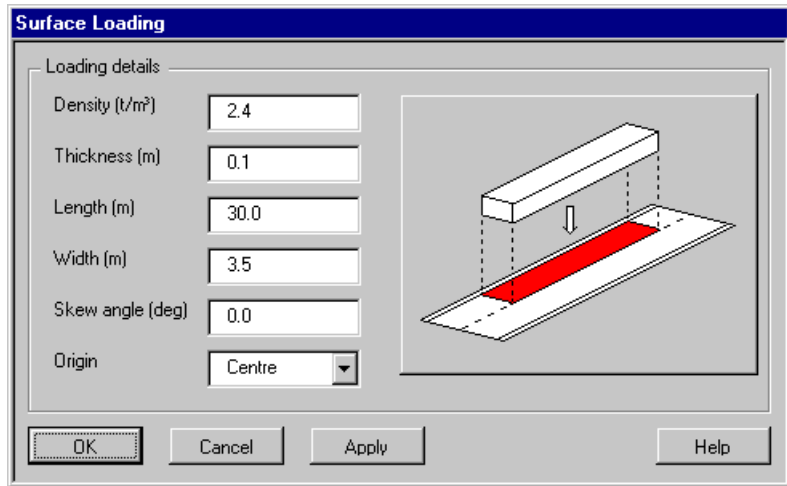 Surface Loading
Loading details
Density (t/m³) 2.4
Thickness (m) 0.1
Length (m) 30.0
Width (m) 3.5
Skew angle (deg) 0.0
Origin Centre
OK Cancel Apply Help